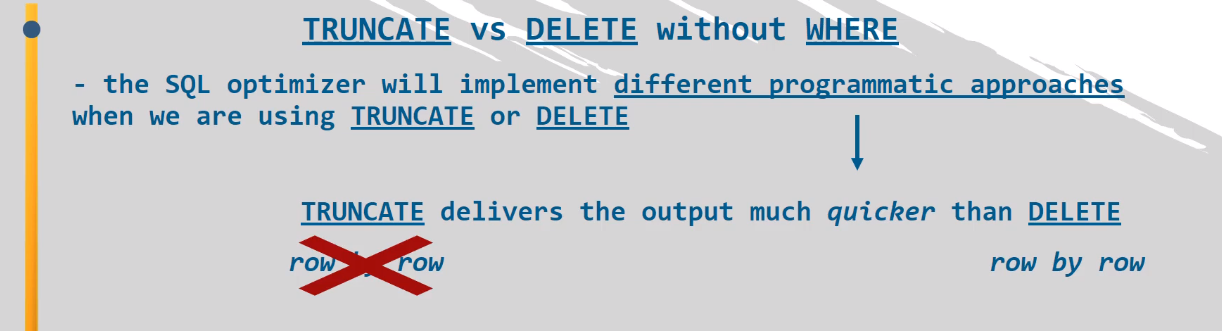 TRUNCATE vs DELETE without WHERE
- the SQL optimizer will implement different programmatic approaches
when we are using TRUNCATE or DELETE
TRUNCATE delivers the output much quicker than DELETE
row by row row by row